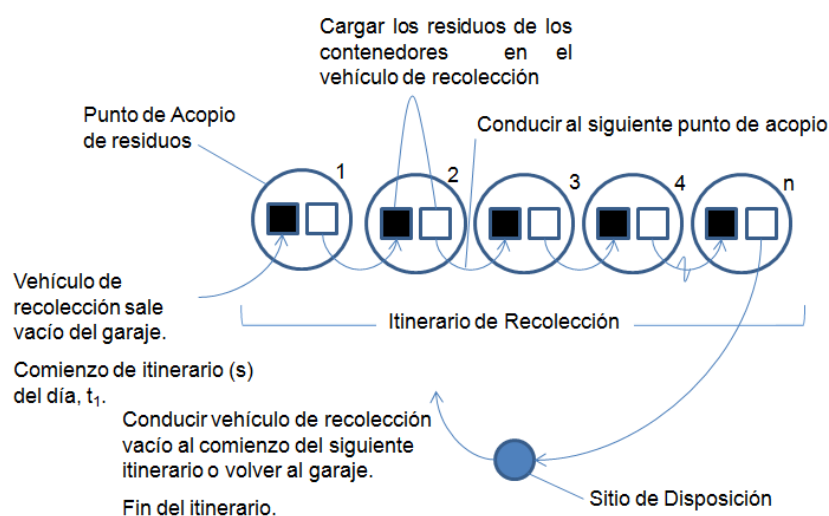 Cargar los residuos de los
contenedores en el
vehículo de recolección
Punto de Acopio
de residuos
Conducir al siguiente punto de acopio
1
2
3
4
n
Vehículo de
recolección sale
vacío del garaje.
Itinerario de Recolección
Comienzo de itinerario (s)
del día, t₁.
Conducir vehículo de recolección
vacío al comienzo del siguiente
itinerario o volver al garaje.
Fin del itinerario.
Sitio de Disposición